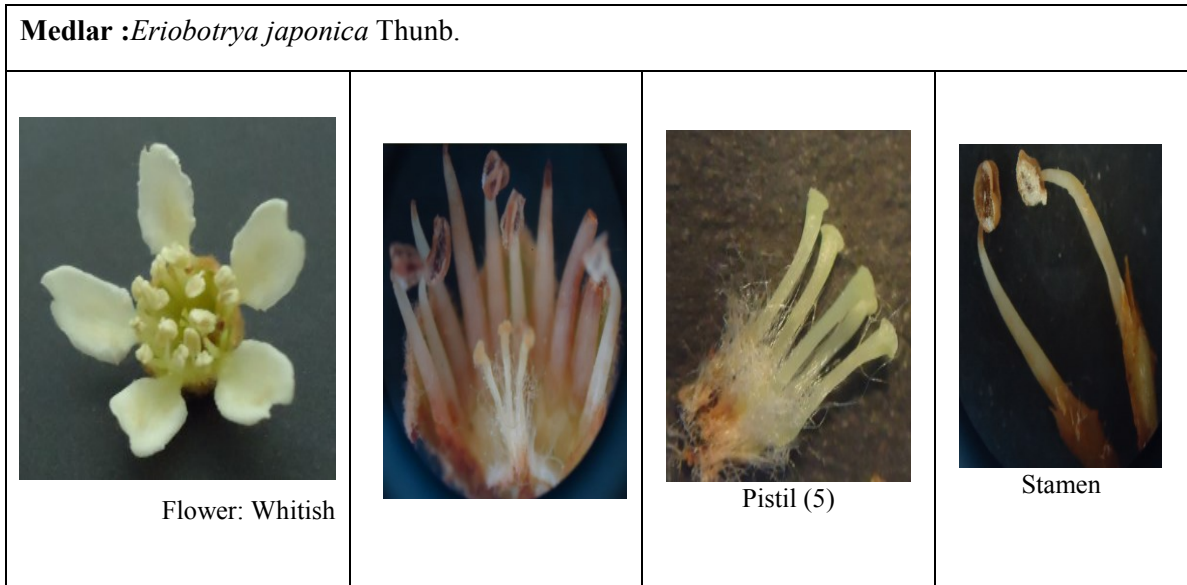 Medlar :Eriobotrya japonica Thunb.
Flower: Whitish
Pistil (5)
Stamen